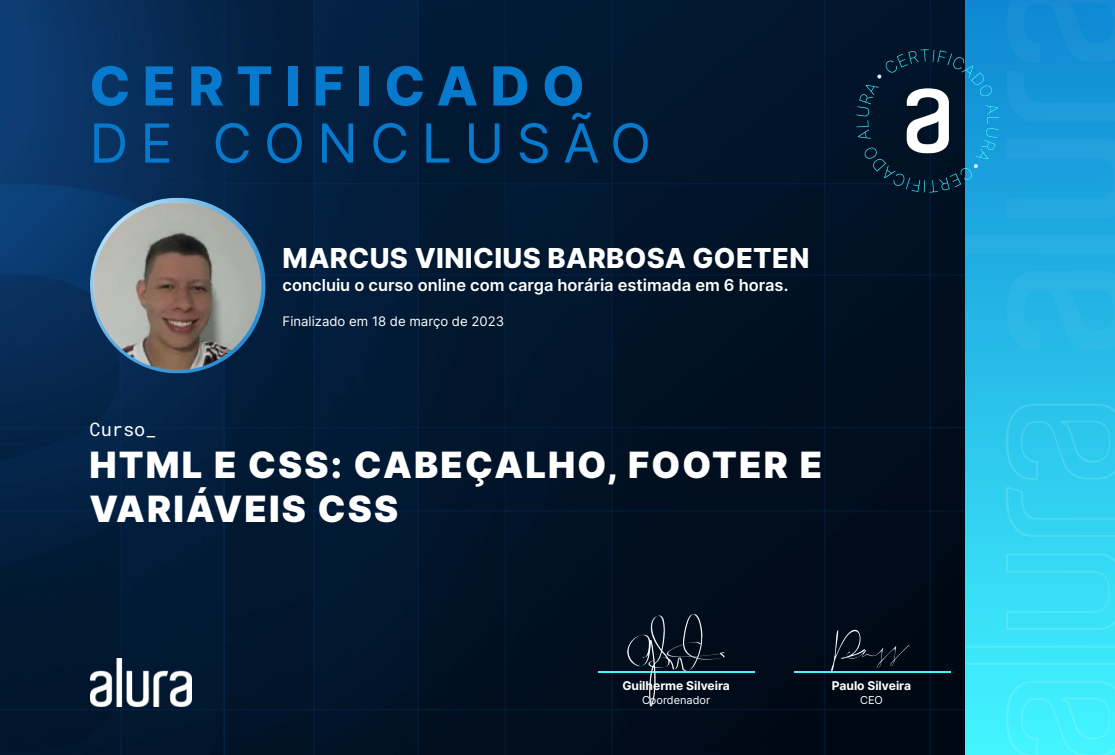 CERTIFICADO
DE CONCLUSÃO
CERTIFICADO ALURA • CERTIFICADO ALURA •
a
MARCUS VINICIUS BARBOSA GOETEN
concluiu o curso online com carga horária estimada em 6 horas.
Finalizado em 18 de março de 2023
Curso_
HTML E CSS: CABEÇALHO, FOOTER E
VARIÁVEIS CSS
alura
Guilherme Silveira
Coordenador
Paulo Silveira
CEO
alura alura